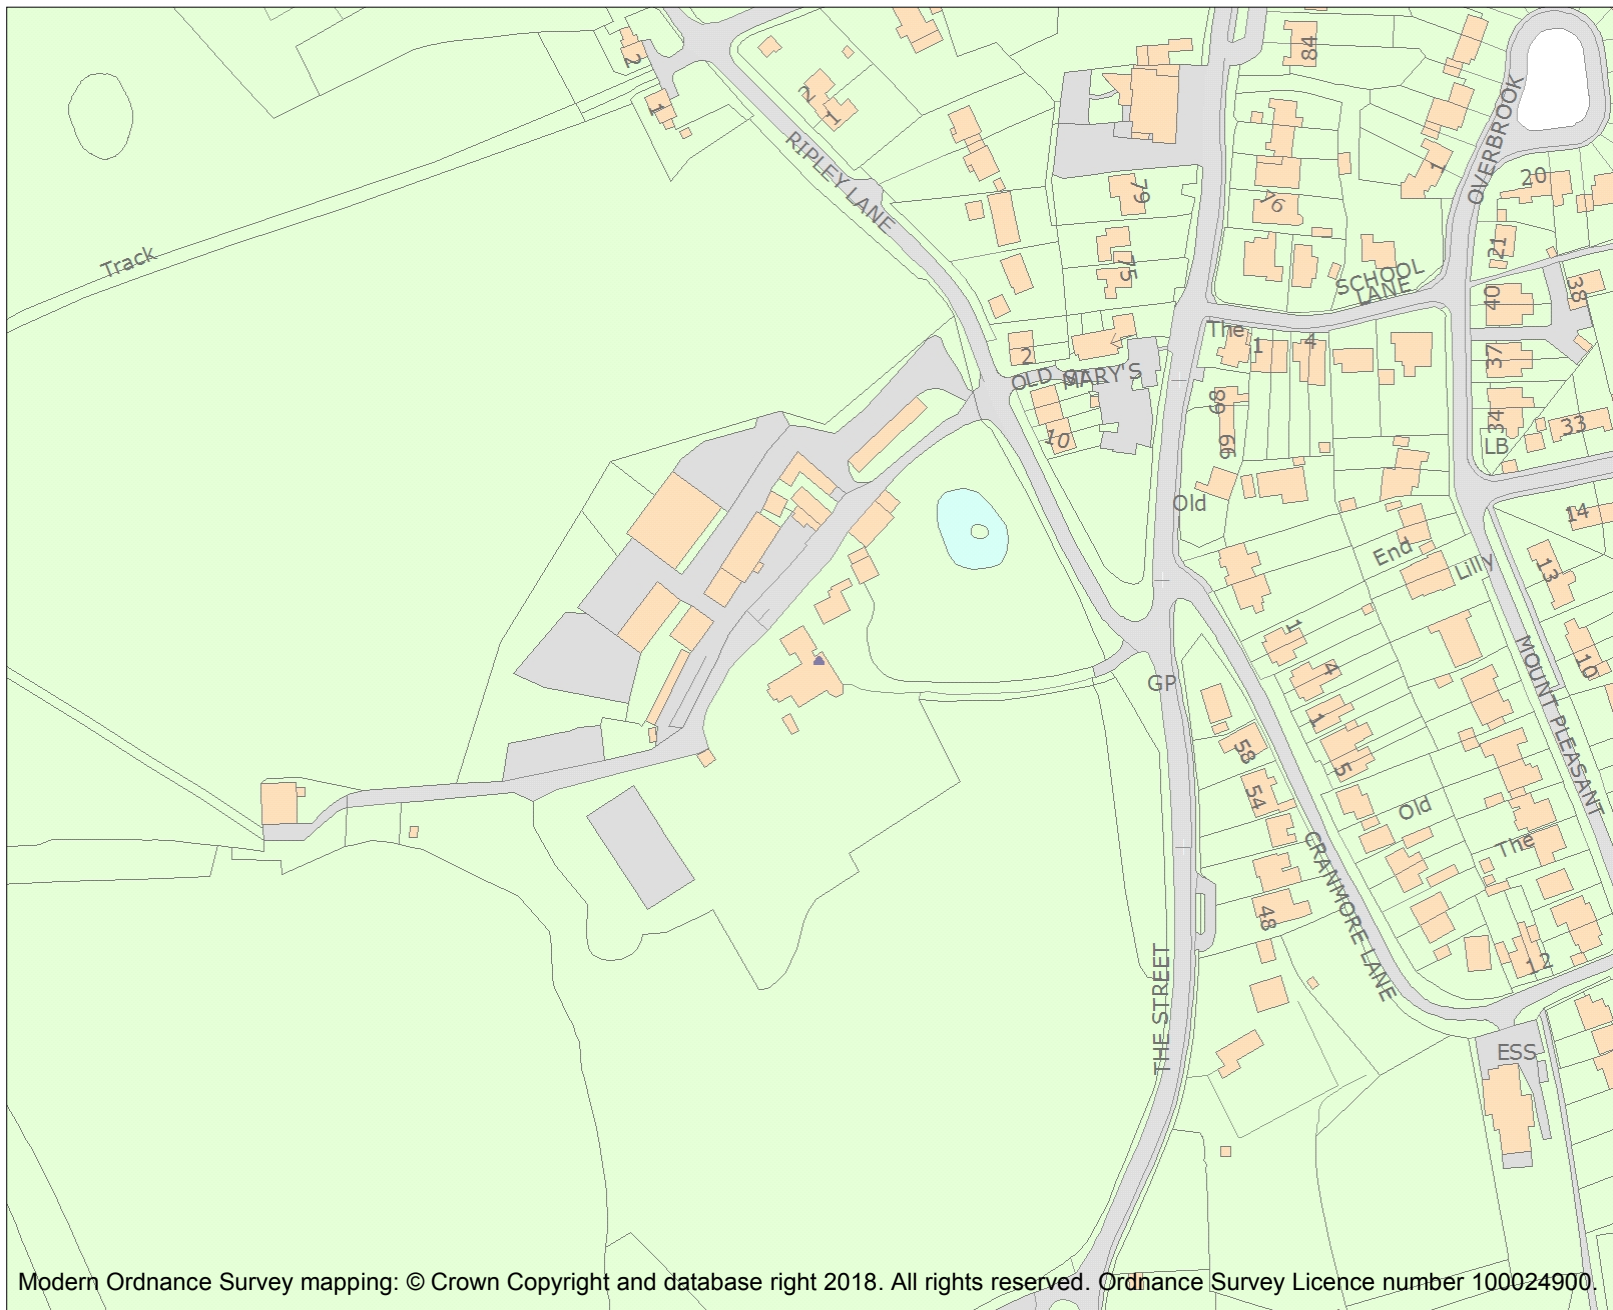 2
1
2
1
RIPLEY LANE
Track
84
OVERBROOK
1
20
79
76
75
21
SCHOOL
LANE
40
38
The
1
4
2
OLD
MARY'S
37
68
10
66
34
33
LB
Old
14
End
Lilly
13
1
4
10
GP
1
MOUNT PLEASANT
58
5
54
Old
The
CRANMORE LANE
48
12
THE STREET
ESS
Modern Ordnance Survey mapping: © Crown Copyright and database right 2018. All rights reserved. Ordnance Survey Licence number 100024900.